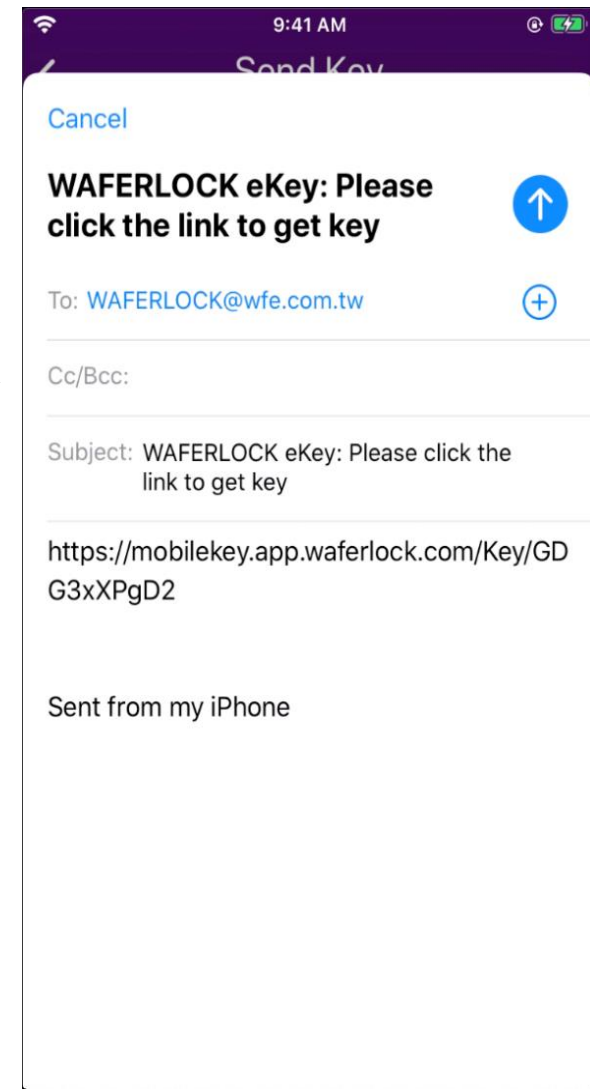 9:41 AM
Send Key
Cancel
WAFERLOCK eKey: Please
click the link to get key
To: WAFERLOCK@wfe.com.tw
Cc/Bcc:
Subject: WAFERLOCK eKey: Please click the
link to get key
https://mobilekey.app.waferlock.com/Key/GD
G3xXPgD2
Sent from my iPhone